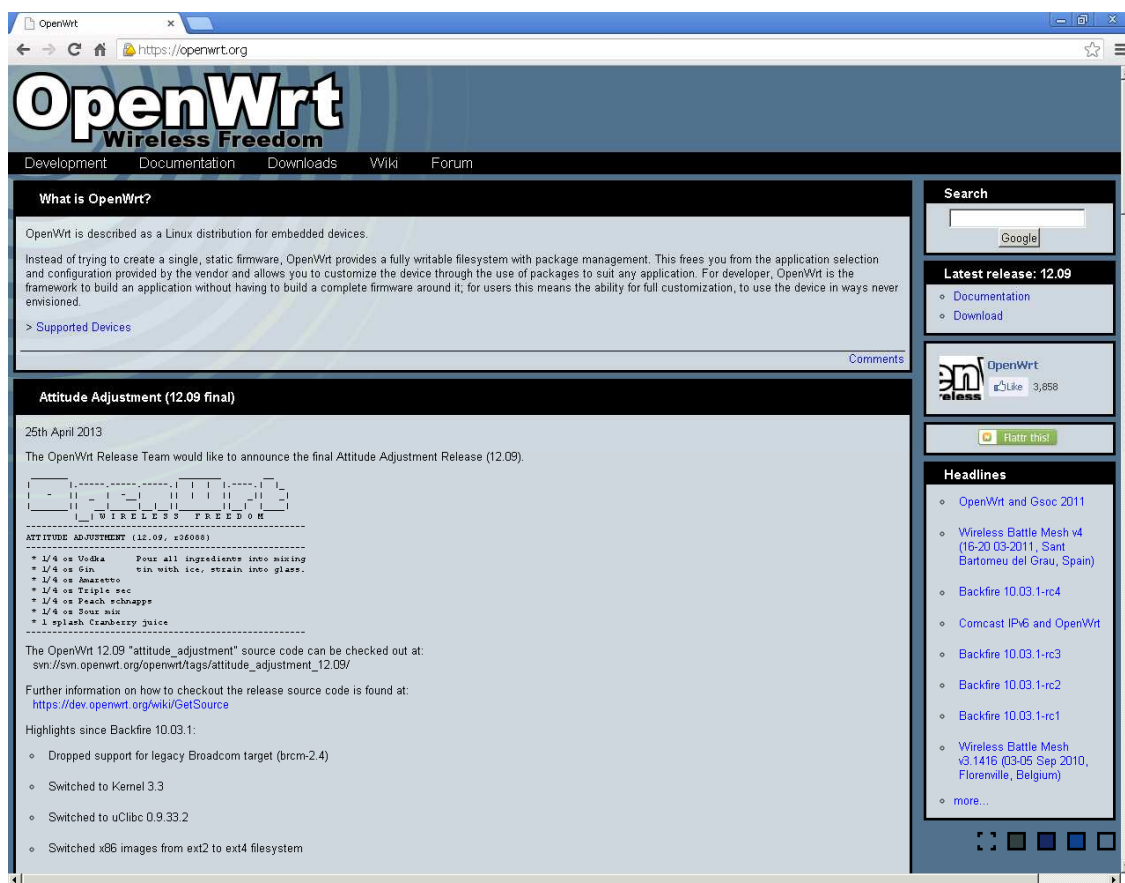 OpenWrt
https://openwrt.org
OpenWrt
Wireless Freedom
Development Documentation Downloads Wiki Forum
What is OpenWrt?
OpenWrt is described as a Linux distribution for embedded devices.
Instead of trying to create a single, static firmware, OpenWrt provides a fully writable filesystem with package management. This frees you from the application selection
and configuration provided by the vendor and allows you to customize the device through the use of packages to suit any application. For developer, OpenWrt is the
framework to build an application without having to build a complete firmware around it; for users this means the ability for full customization, to use the device in ways never
envisioned.
> Supported Devices
Comments
Attitude Adjustment (12.09 final)
25th April 2013
The OpenWrt Release Team would like to announce the final Attitude Adjustment Release (12.09).
W I R E L E S S F R E E D O M
ATTITUDE ADJUSTMENT (12.09, r36088)
* 1/4 oz Vodka Pour all ingredients into mixing
* 1/4 oz Gin tin with ice, strain into glass.
* 1/4 oz Amaretto
* 1/4 oz Triple sec
* 1/4 oz Peach schnapps
* 1/4 oz Sour mix
* 1 splash Cranberry juice
The OpenWrt 12.09 "attitude_adjustment" source code can be checked out at:
svn://svn.openwrt.org/openwrt/tags/attitude_adjustment_12.09/
Further information on how to checkout the release source code is found at:
https://dev.openwrt.org/wiki/GetSource
Highlights since Backfire 10.03.1:
Dropped support for legacy Broadcom target (brcm-2.4)
Switched to Kernel 3.3
Switched to uClibc 0.9.33.2
Switched x86 images from ext2 to ext4 filesystem
Search
Google
Latest release: 12.09
Documentation
Download
OpenWrt
Like 3,858
Flattr this!
Headlines
OpenWrt and Gsoc 2011
Wireless Battle Mesh v4
(16-20 03-2011, Sant
Bartomeu del Grau, Spain)
Backfire 10.03.1-rc4
Comcast IPv6 and OpenWrt
Backfire 10.03.1-rc3
Backfire 10.03.1-rc2
Backfire 10.03.1-rc1
Wireless Battle Mesh
v3.1416 (03-05 Sep 2010,
Florenville, Belgium)
more...